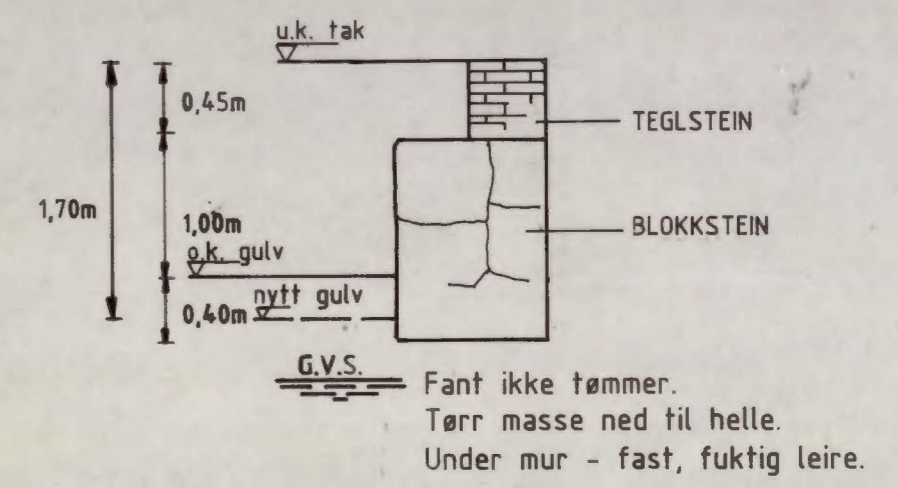 u.k. tak
0,45m
TEGLSTEIN
1,70m
1,00m
BLOKKSTEIN
o.k. gulv
nytt gulv
0,40m
G.V.S.
Fant ikke tømmer.
Tørr masse ned til helle.
Under mur - fast, fuktig leire.